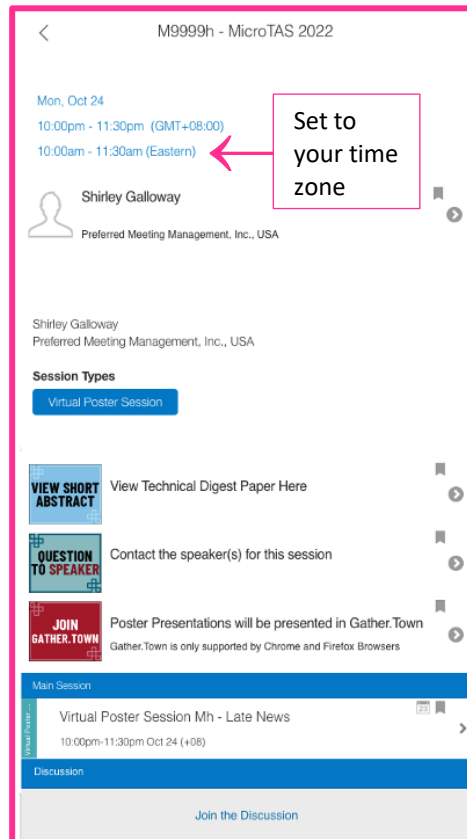 M9999h - MicroTAS 2022
Mon, Oct 24
10:00pm - 11:30pm (GMT+08:00)
10:00am - 11:30am (Eastern)
Set to
your time
zone
Shirley Galloway
Preferred Meeting Management, Inc., USA
Shirley Galloway
Preferred Meeting Management, Inc., USA
Session Types
Virtual Poster Session
VIEW SHORT
ABSTRACT
View Technical Digest Paper Here
QUESTION
TO SPEAKER
Contact the speaker(s) for this session
JOIN
GATHER.TOWN
Poster Presentations will be presented in Gather.Town
Gather.Town is only supported by Chrome and Firefox Browsers
Main Session
Virtual Poster ...
Virtual Poster Session Mh - Late News
23
10:00pm-11:30pm Oct 24 (+08)
Discussion
Join the Discussion